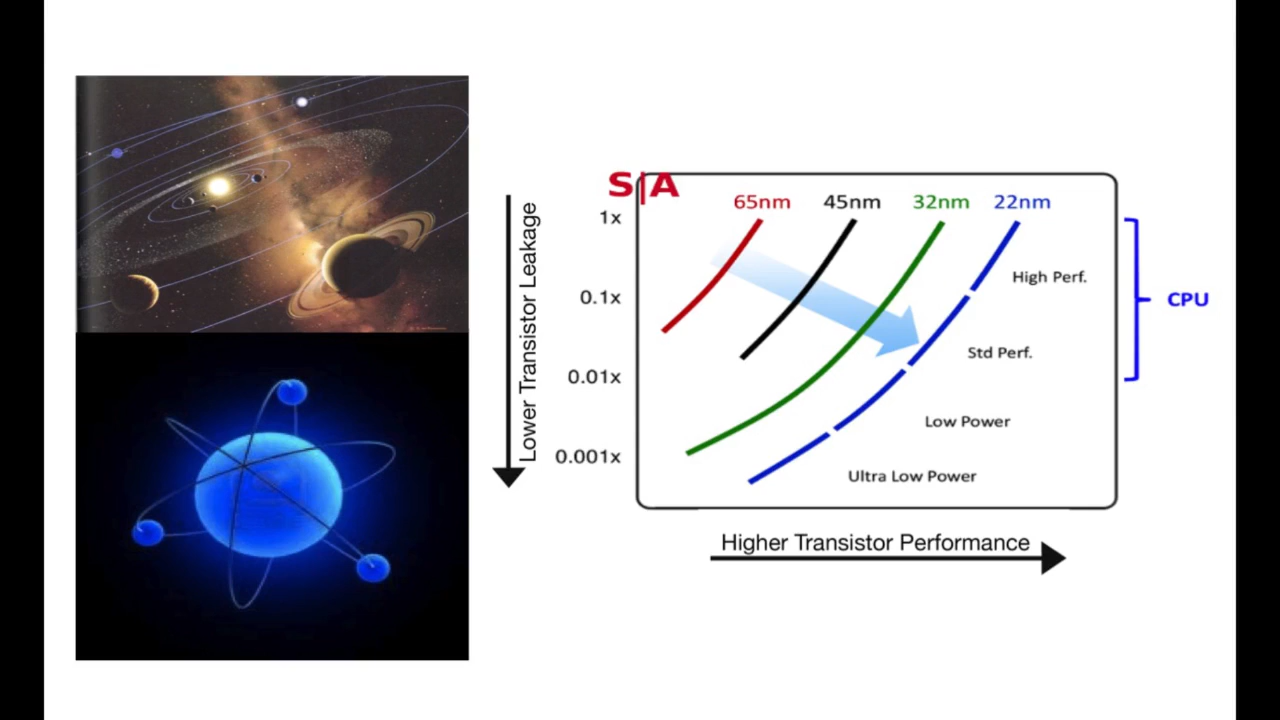 S|A
65nm 45nm 32nm 22nm
1x
0.1x
0.01x
0.001x
Lower Transistor Leakage
High Perf.
Std Perf.
Low Power
Ultra Low Power
CPU
Higher Transistor Performance